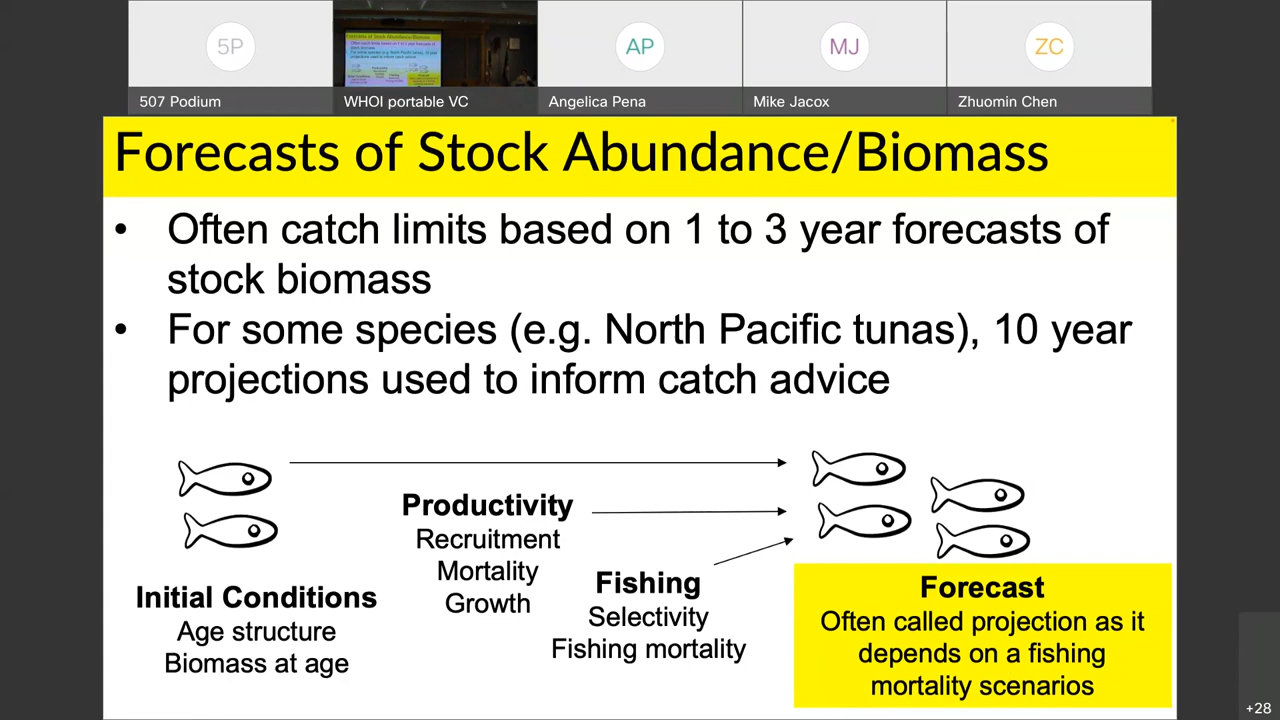 5P
AP
MJ
ZC
507 Podium
WHOI portable VC
Angelica Pena
Mike Jacox
Zhuomin Chen
Forecasts of Stock Abundance/Biomass
• Often catch limits based on 1 to 3 year forecasts of
stock biomass
• For some species (e.g. North Pacific tunas), 10 year
projections used to inform catch advice
Initial Conditions
Age structure
Biomass at age
Productivity
Recruitment
Mortality
Growth
Fishing
Selectivity
Fishing mortality
Forecast
Often called projection as it
depends on a fishing
mortality scenarios
+28